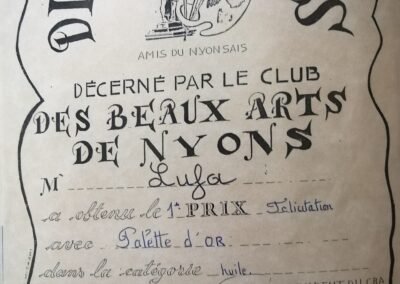 DI S
AMIS DU NYONSAIS
DÉCERNÉ PAR LE CLUB
DES BEAUX ARTS
DE NYONS
M Lufa
a obtenu le 1er PRIX Félicitation
avec Palette d'OR
dans la catégorie huile.